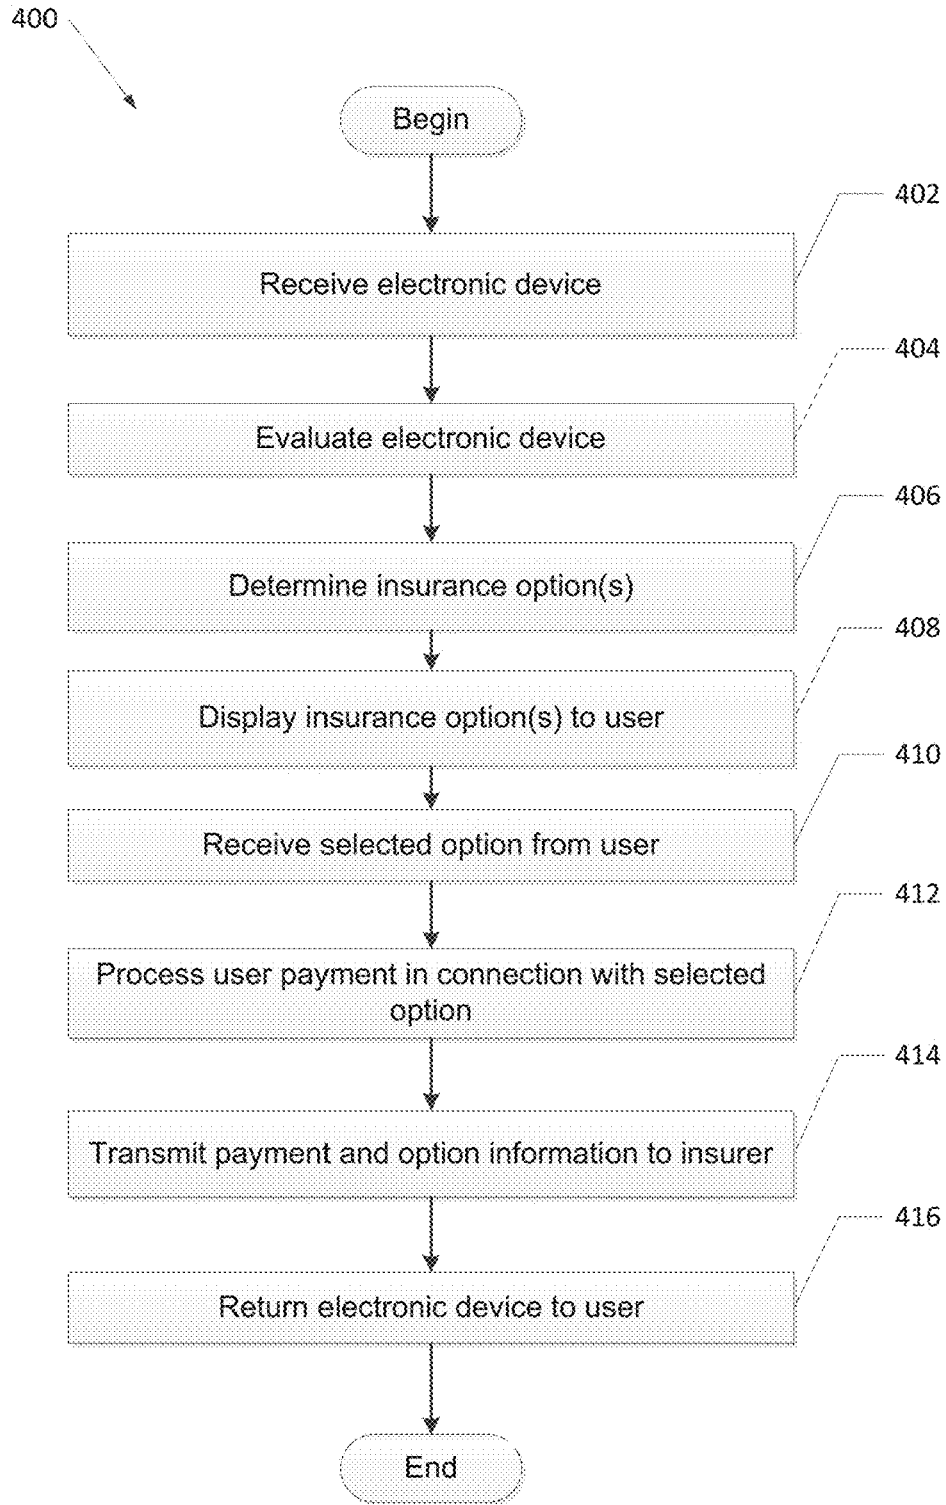 400
Begin
402
Receive electronic device
404
Evaluate electronic device
406
Determine insurance option(s)
408
Display insurance option(s) to user
410
Receive selected option from user
412
Process user payment in connection with selected
option
414
Transmit payment and option information to insurer
416
Return electronic device to user
End